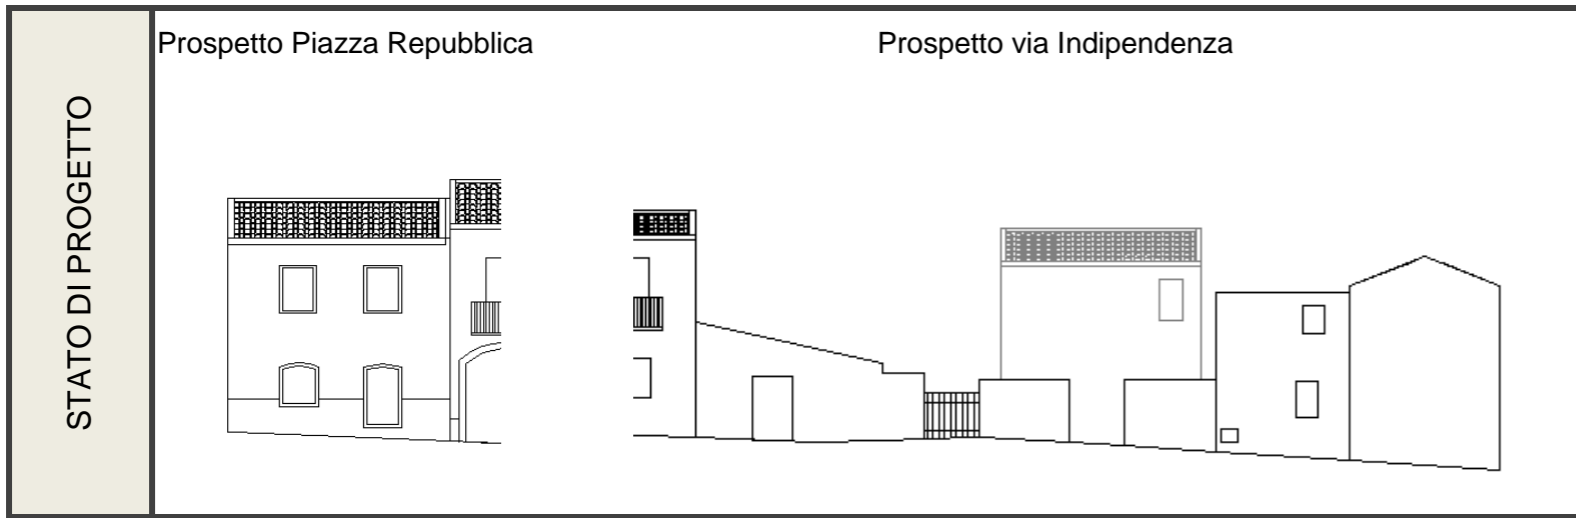 STATO DI PROGETTO
Prospetto Piazza Repubblica
Prospetto via Indipendenza